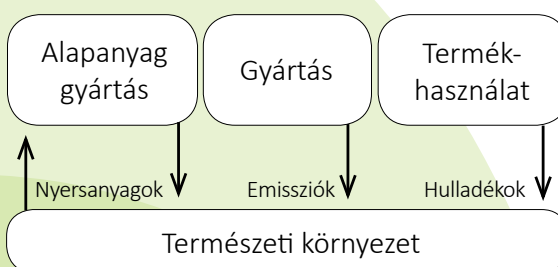 Alapanyag
gyártás
Gyártás
Termék-
használat
Nyersanyagok
Emissziók
Hulladékok
Természeti környezet